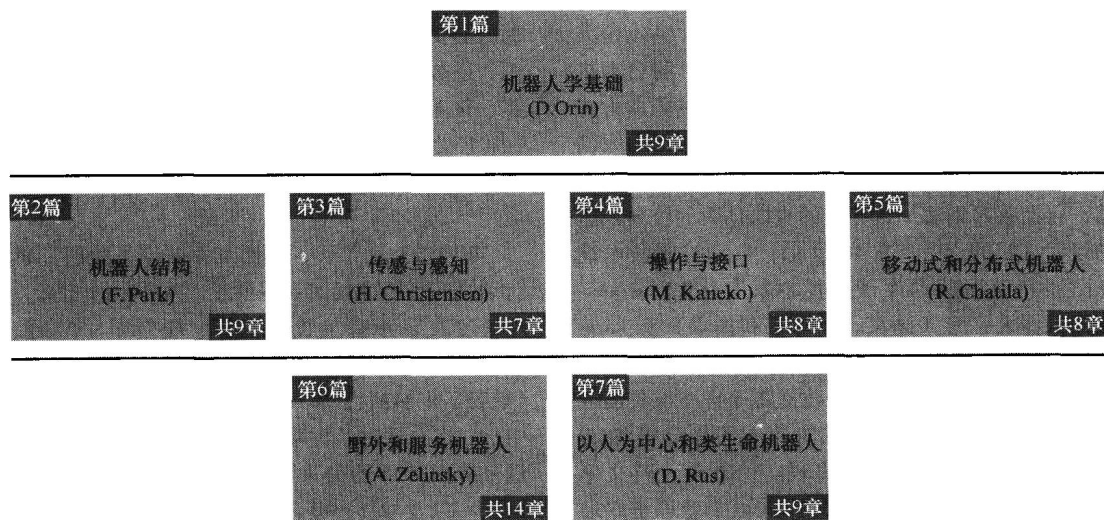 第1篇
机器人学基础
(D.Orin)
共9章
第2篇
机器人结构
(F. Park)
共9章
第3篇
传感与感知
(H. Christensen)
共7章
第4篇
操作与接口
(M. Kaneko)
共8章
第5篇
移动式和分布式机器人
(R. Chatila)
共8章
第6篇
野外和服务机器人
(A. Zelinsky)
共14章
第7篇
以人为中心和类生命机器人
(D. Rus)
共9章